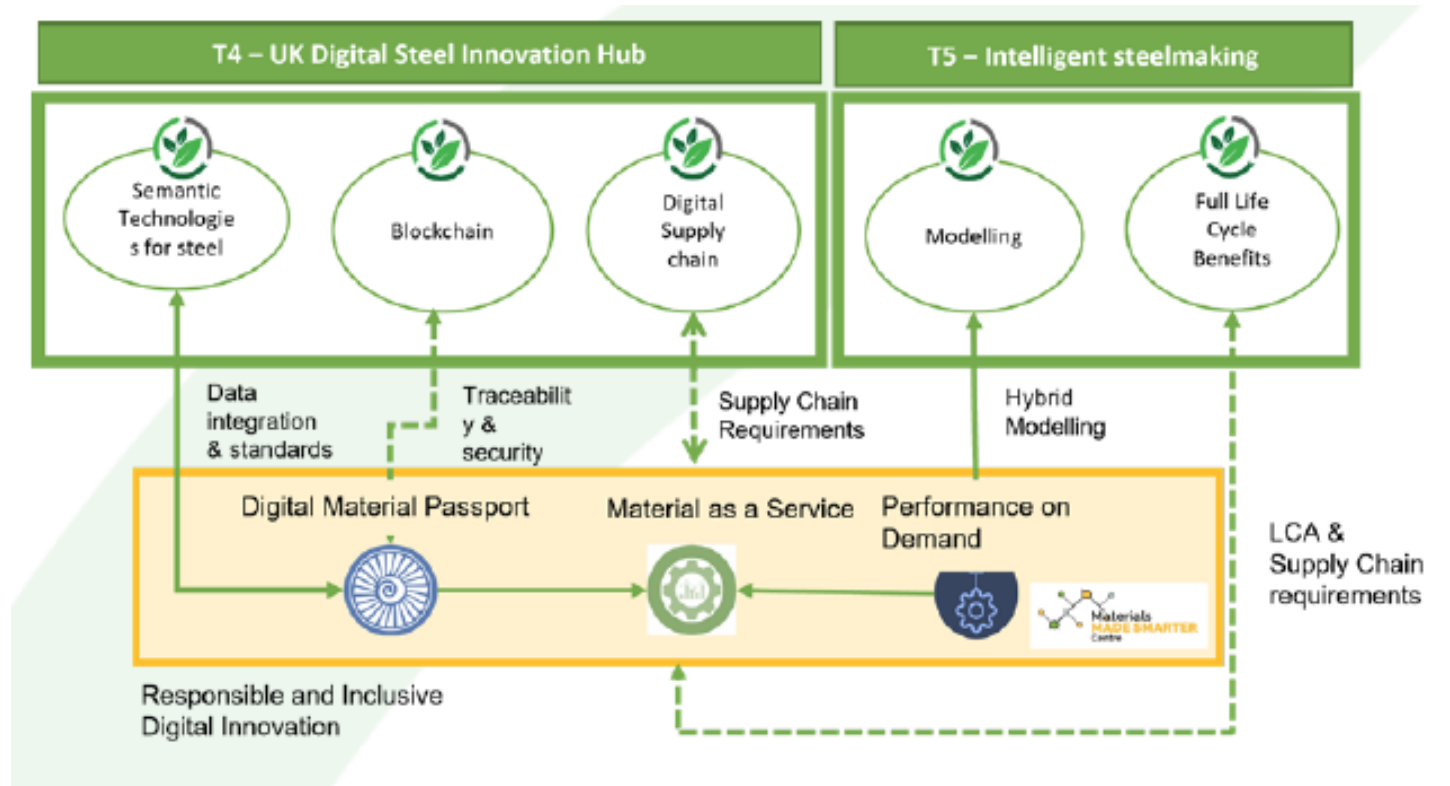 T4 – UK Digital Steel Innovation Hub
T5 – Intelligent steelmaking
Semantic
Technologie
s for steel
Blockchain
Digital
Supply
chain
Modelling
Full Life
Cycle
Benefits
Data
integration
& standards
Traceabilit
y &
security
Supply Chain
Requirements
Hybrid
Modelling
Digital Material Passport
Material as a Service
Performance on
Demand
LCA &
Supply Chain
requirements
Materials
MADE SMARTER
Centre
Responsible and Inclusive
Digital Innovation